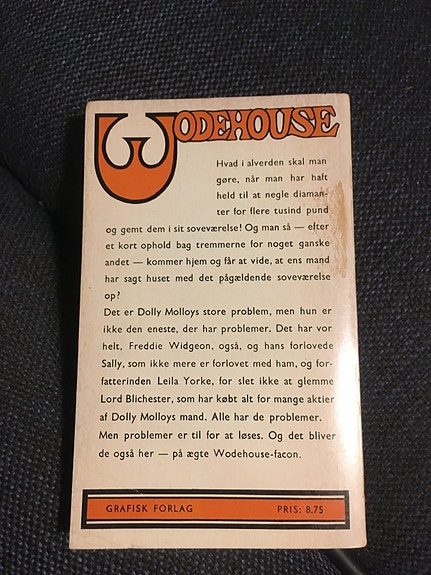 WODEHOUSE
Hvad i alverden skal man
gøre, når man har haft
held til at negle diaman-
ter for flere tusind pund
og gemt dem i sit soveværelse! Og man så — efter
et kort ophold bag tremmerne for noget ganske
andet — kommer hjem og får at vide, at ens mand
har sagt huset med det pågældende soveværelse
op?
Det er Dolly Molloys store problem, men hun er
ikke den eneste, der har problemer. Det har vor
helt, Freddie Widgeon, også, og hans forlovede
Sally, som ikke mere er forlovet med ham, og for-
fatterinden Leila Yorke, for slet ikke at glemme
Lord Blichester, som har købt alt for mange aktier
af Dolly Molloys mand. Alle har de problemer.
Men problemer er til for at løses. Og det bliver
de også her — på ægte Wodehouse-facon.
GRAFISK FORLAG PRIS: 8.75